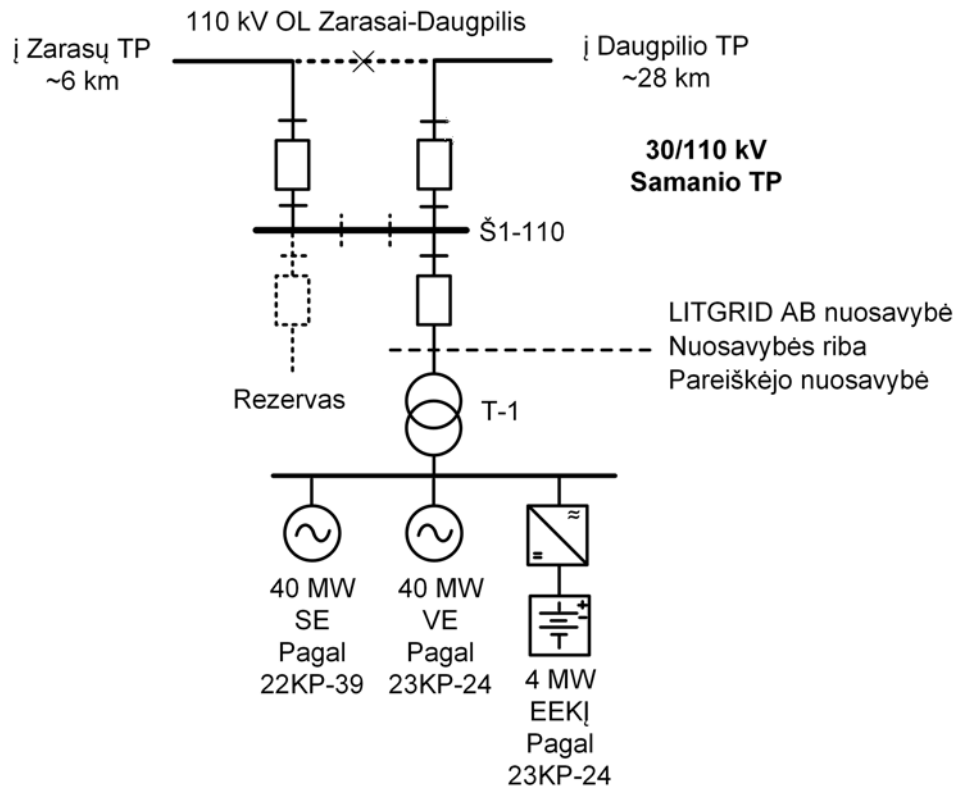 110 kV OL Zarasai-Daugpilis
į Zarasų TP
~6 km
į Daugpilio TP
~28 km
30/110 kV
Samanio TP
Š1-110
LITGRID AB nuosavybė
Nuosavybės riba
Pareiškėjo nuosavybė
Rezervas
T-1
40 MW
SE
Pagal
22KP-39
40 MW
VE
Pagal
23KP-24
4 MW
EEKĮ
Pagal
23KP-24